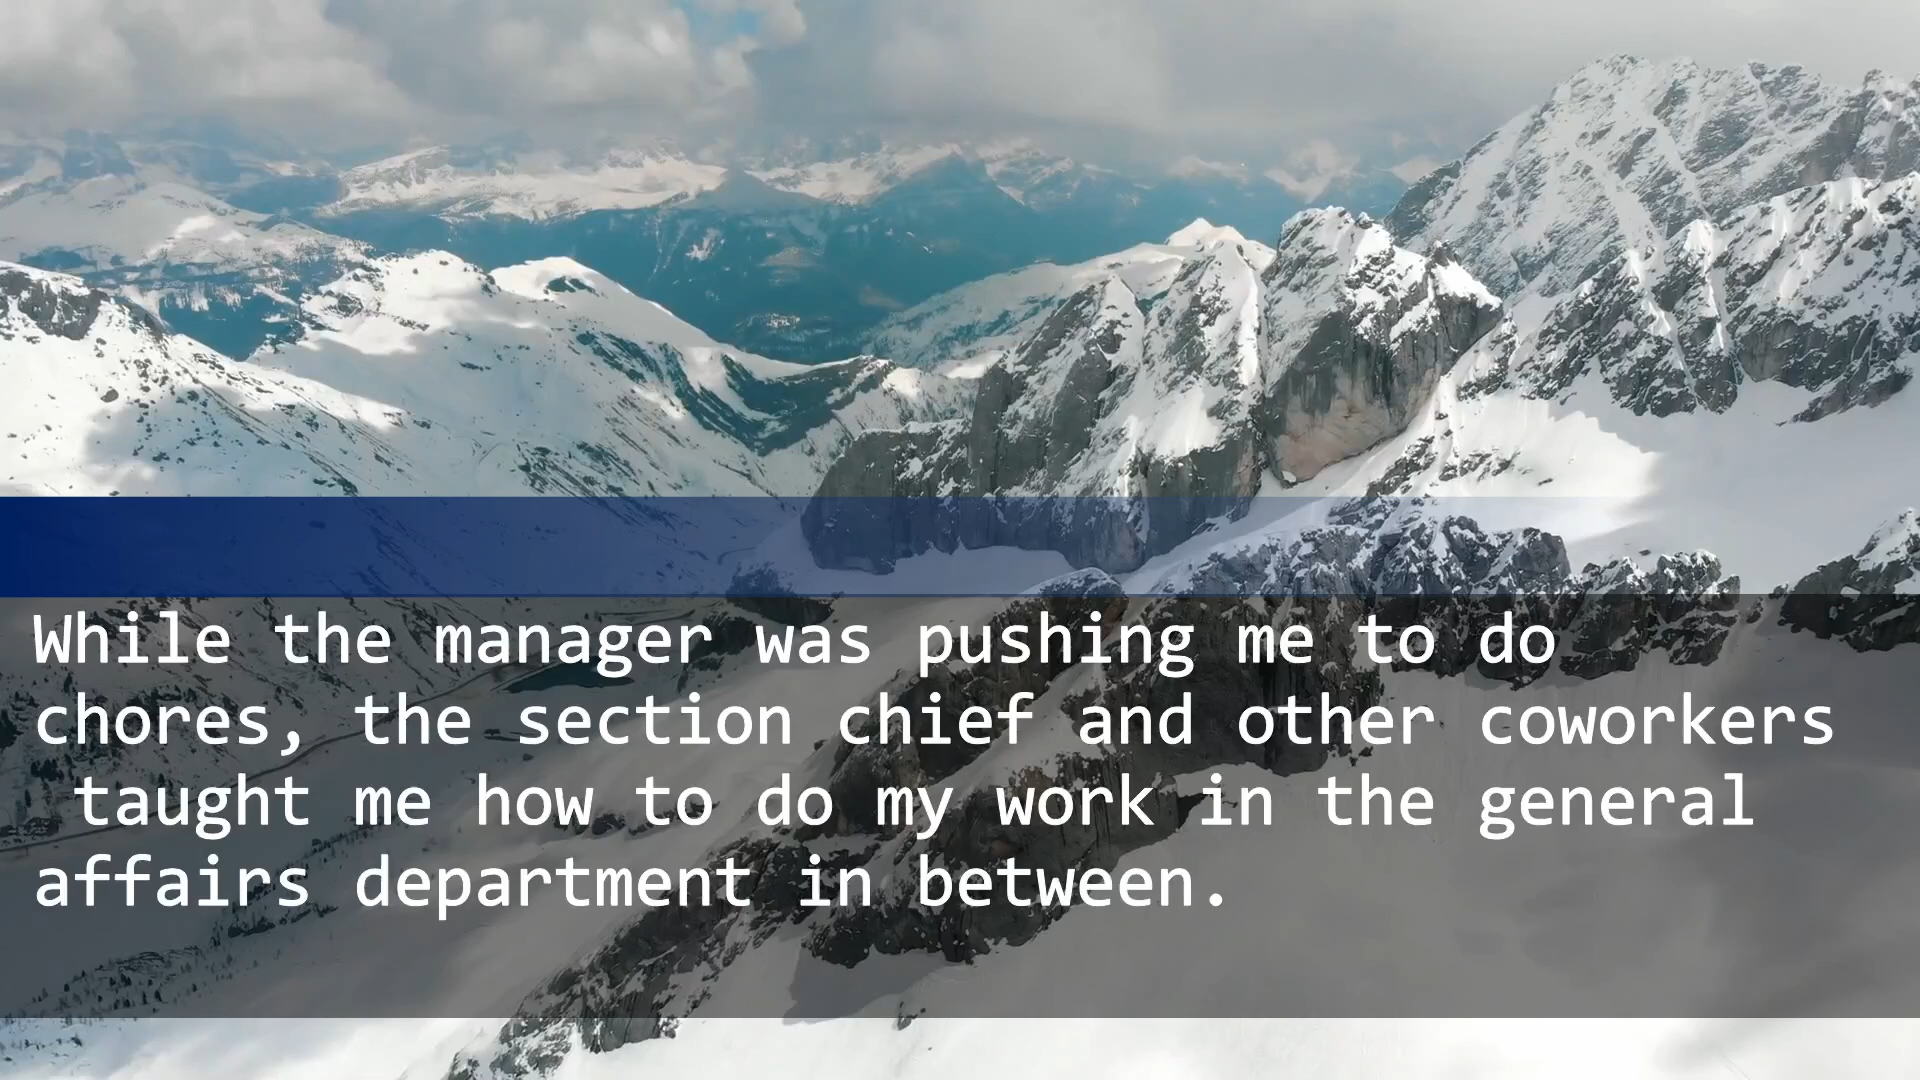 While the manager was pushing me to do
chores, the section chief and other coworkers
taught me how to do my work in the general
affairs department in between.